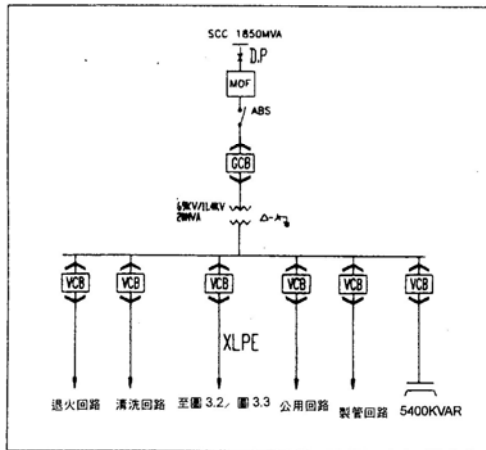 SCC 1850MVA
D.P
MOF
ABS
GCB
69KV/11.4KV
20MVA
△-
VCB VCB VCB VCB VCB VCB
XLPE
退火回路 清洗回路 至圖 3.2／圖 3.3 公用回路 製管回路 5400KVAR